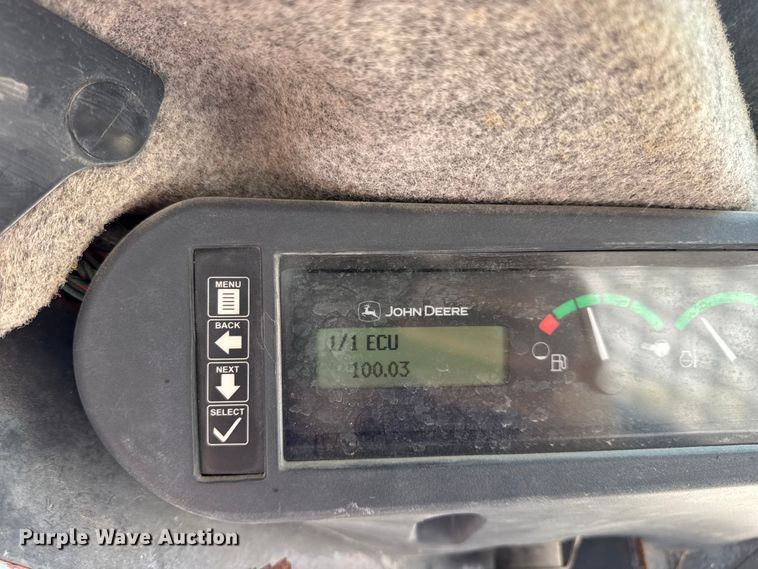 MENU
BACK
NEXT
SELECT
JOHN DEERE
1/1 ECU
100.03
Purple Wave Auction